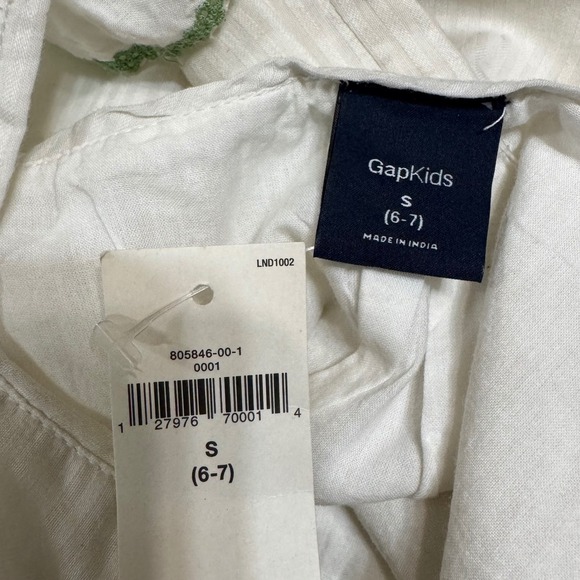 GapKids
S
(6-7)
MADE IN INDIA
LND1002
805846-00-1
0001
1 27976 70001 4
S
(6-7)